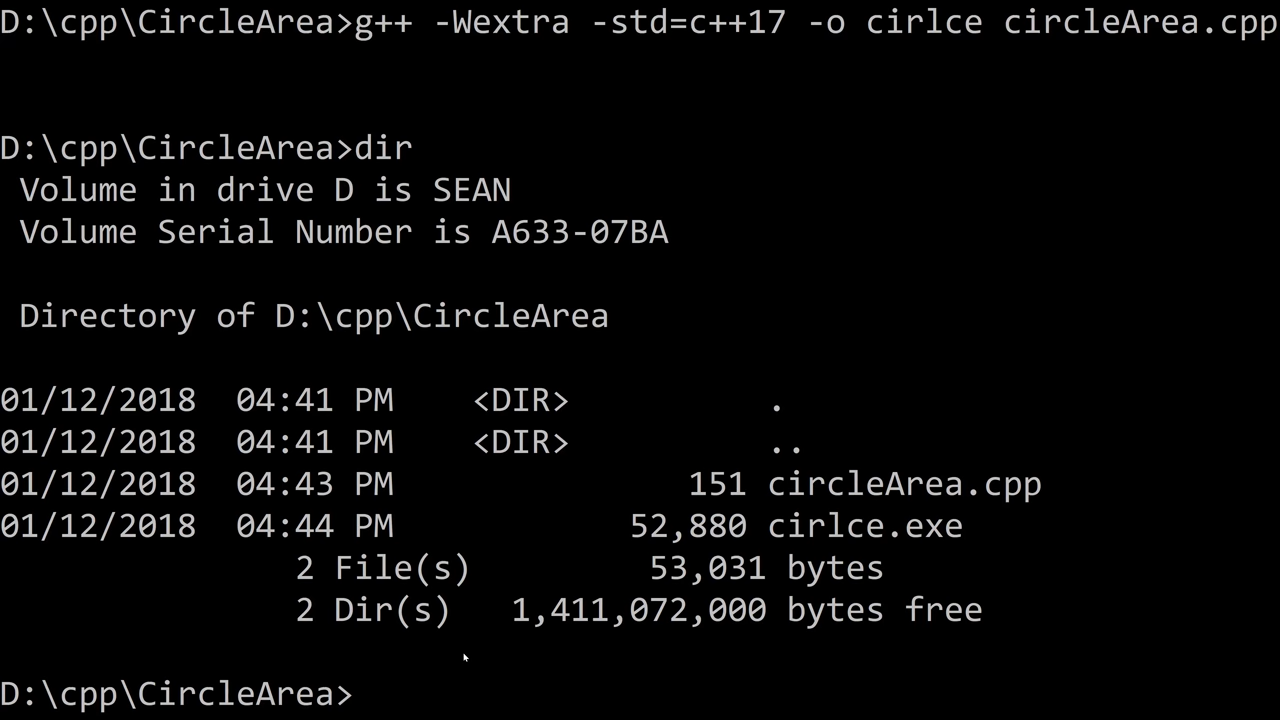 D:\cpp\CircleArea>g++ -Wextra -std=c++17 -o cirlce circleArea.cpp
D:\cpp\CircleArea>dir
Volume in drive D is SEAN
Volume Serial Number is A633-07BA
Directory of D:\cpp\CircleArea
01/12/2018  04:41 PM    <DIR>          .
01/12/2018  04:41 PM    <DIR>          ..
01/12/2018  04:43 PM               151 circleArea.cpp
01/12/2018  04:44 PM            52,880 cirlce.exe
2 File(s)         53,031 bytes
2 Dir(s)   1,411,072,000 bytes free
D:\cpp\CircleArea>